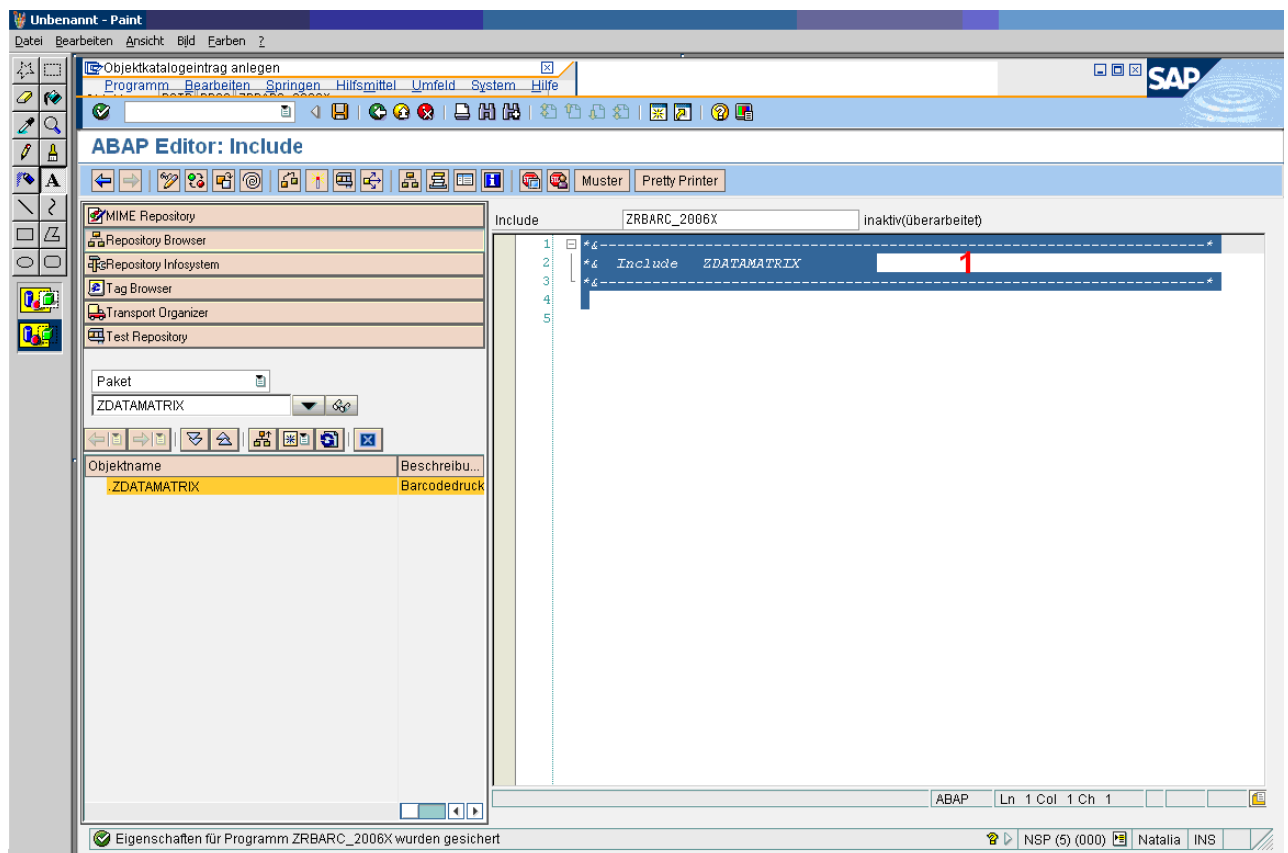 Unbenannt - Paint
Datei Bearbeiten Ansicht Bild Farben ?
Objektkatalogeintrag anlegen
Programm Bearbeiten Springen Hilfsmittel Umfeld System Hilfe
SAP
ABAP Editor: Include
Muster Pretty Printer
MIME Repository
Repository Browser
Repository Infosystem
Tag Browser
Transport Organizer
Test Repository
Paket
ZDATAMATRIX
Objektname Beschreibu...
ZDATAMATRIX Barcodedruck
Include ZRBARC_2006X inaktiv(überarbeitet)
1 *&---------------------------------------------------------------------*
2 *& Include ZDATAMATRIX 1
3 *&---------------------------------------------------------------------*
4
5
ABAP Ln 1 Col 1 Ch 1
Eigenschaften für Programm ZRBARC_2006X wurden gesichert
NSP (5) (000) Natalia INS